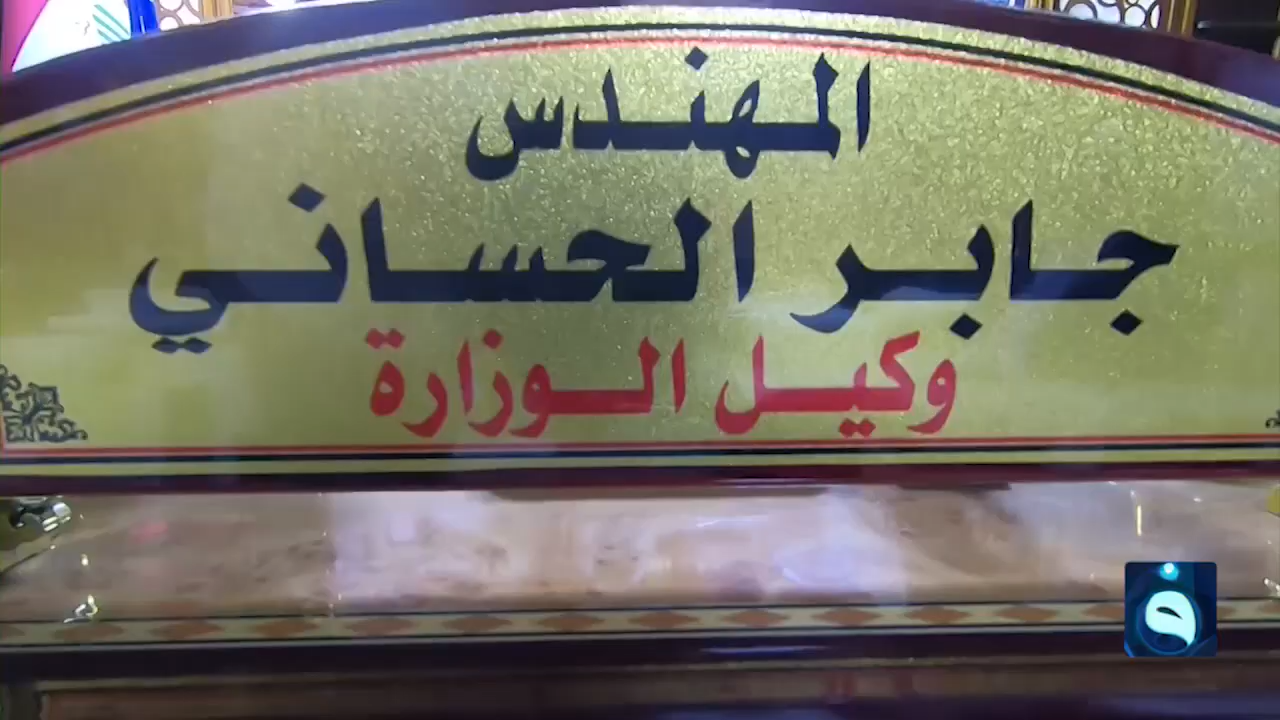 المهندس
جابر الحساني
وكيل الوزارة